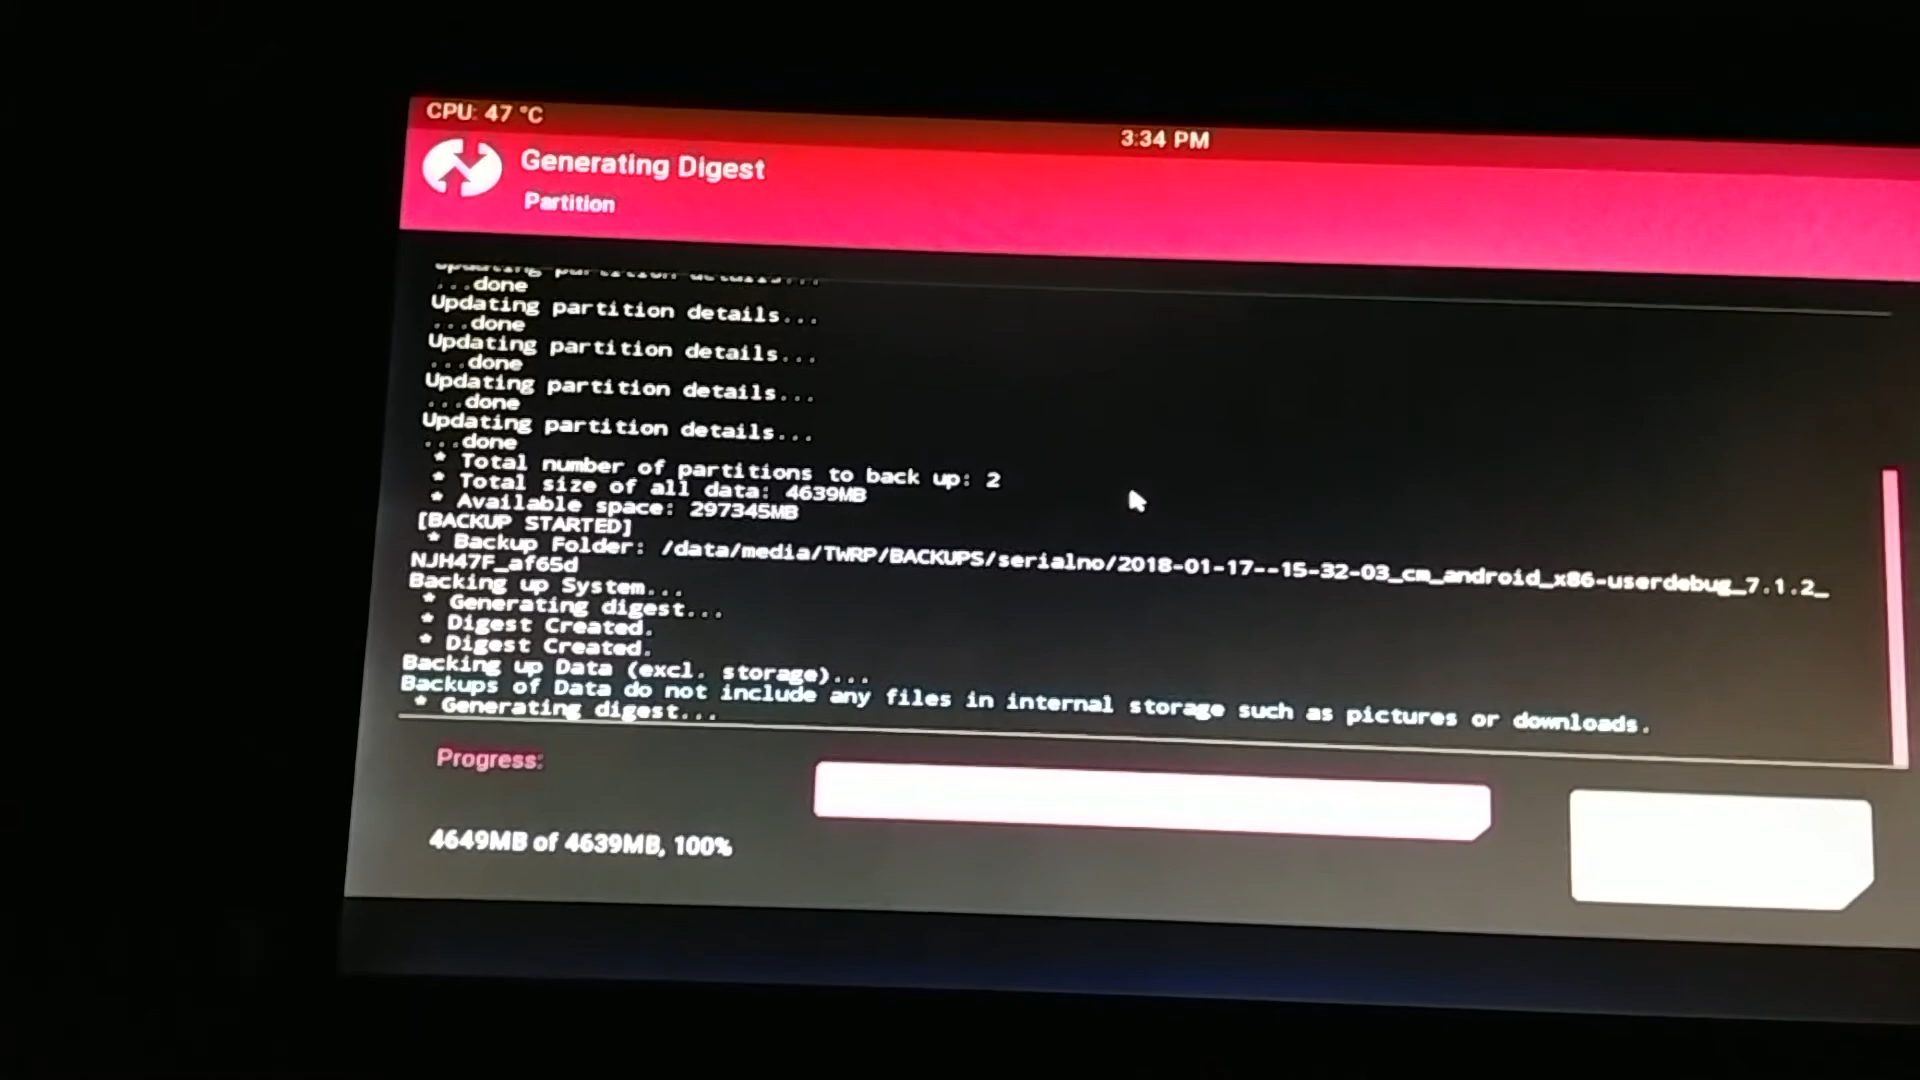 CPU: 47 °C
3:34 PM
Generating Digest
Partition
Updating partition details...
...done
Updating partition details...
...done
Updating partition details...
...done
Updating partition details...
...done
Updating partition details...
...done
* Total number of partitions to back up: 2
* Total size of all data: 4639MB
* Available space: 297345MB
[BACKUP STARTED]
* Backup Folder: /data/media/TWRP/BACKUPS/serialno/2018-01-17--15-32-03_cm_android_x86-userdebug_7.1.2_
NJH47F_af65d
Backing up System...
* Generating digest...
* Digest Created.
* Digest Created.
Backing up Data (excl. storage)...
Backups of Data do not include any files in internal storage such as pictures or downloads.
* Generating digest...
Progress:
4649MB of 4639MB, 100%